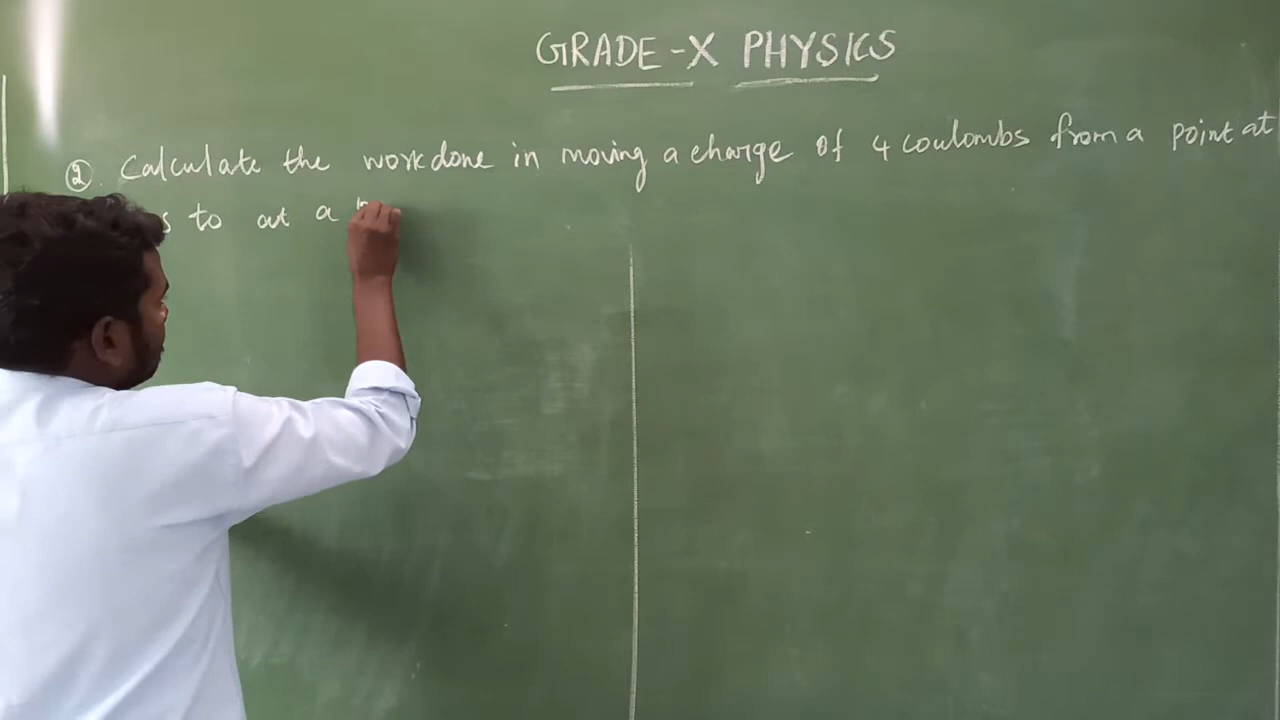 GRADE-X PHYSICS
②. Calculate the workdone in moving a charge of 4 coulombs from a point at
to at a